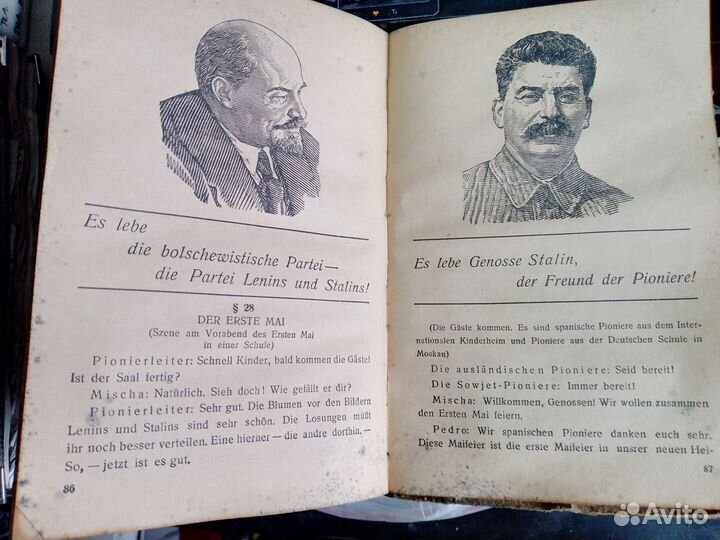 Es lebe
die bolschewistische Partei—
die Partei Lenins und Stalins!
§ 28
DER ERSTE MAI
(Szene am Vorabend des Ersten Mai
in einer Schule)
Pionierleiter: Schnell Kinder, bald kommen die Gäste!
Ist der Saal fertig?
Mischa: Natürlich. Sieh doch! Wie gefällt er dir?
Pionierleiter: Sehr gut. Die Blumen vor den Bildern
Lenins und Stalins sind sehr schön. Die Losungen müßt
ihr noch besser verteilen. Eine hierher — die andre dorthin.—
So, — jetzt ist es gut.
86
Es lebe Genosse Stalin,
der Freund der Pioniere!
(Die Gäste kommen. Es sind spanische Pioniere aus dem Inter-
nationalen Kinderheim und Pioniere aus der Deutschen Schule in
Moskau)
Die ausländischen Pioniere: Seid bereit!
Die Sowjet-Pioniere: Immer bereit!
Mischa: Willkommen, Genossen! Wir wollen zusammen
den Ersten Mai feiern.
Pedro: Wir spanischen Pioniere danken euch sehr.
Diese Maifeier ist die erste Maifeier in unsrer neuen Hei-
87
Avito